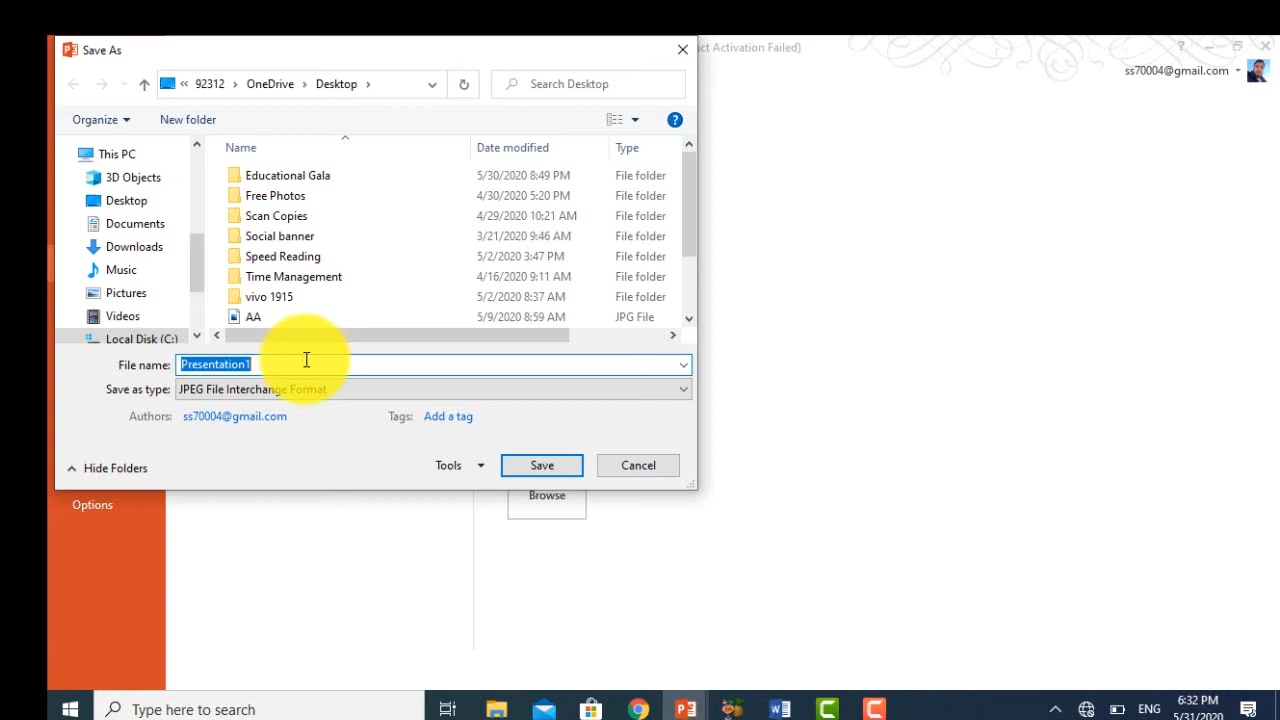 Save As
uct Activation Failed)
?
ss70004@gmail.com
« 92312 > OneDrive > Desktop >
Search Desktop
Organize
New folder
?
This PC
3D Objects
Desktop
Documents
Downloads
Music
Pictures
Videos
Local Disk (C:)
Name Date modified Type
Educational Gala 5/30/2020 8:49 PM File folder
Free Photos 4/30/2020 5:20 PM File folder
Scan Copies 4/29/2020 10:21 AM File folder
Social banner 3/21/2020 9:46 AM File folder
Speed Reading 5/2/2020 3:47 PM File folder
Time Management 4/16/2020 9:11 AM File folder
vivo 1915 5/2/2020 8:37 AM File folder
AA 5/9/2020 8:59 AM JPG File
File name: Presentation1
Save as type: JPEG File Interchange Format
Authors: ss70004@gmail.com Tags: Add a tag
Hide Folders
Tools
Save
Cancel
Browse
Options
Type here to search
ENG
6:32 PM
5/31/2020